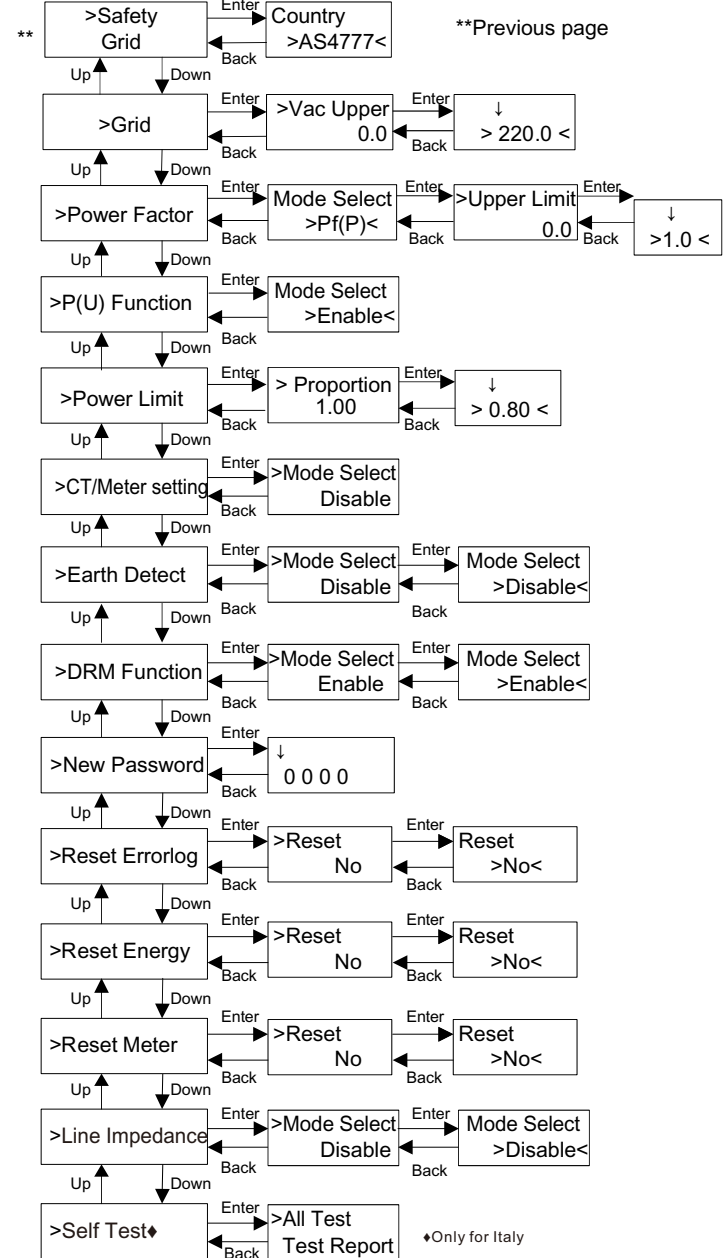 ** >Safety Enter Country **Previous page
Grid Back >AS4777<
Up Down
>Grid Enter >Vac Upper Enter ↓
Back 0.0 Back > 220.0 <
Up Down
>Power Factor Enter Mode Select Enter >Upper Limit Enter ↓
Back >Pf(P)< Back 0.0 Back >1.0 <
Up Down
>P(U) Function Enter Mode Select
Back >Enable<
Up Down
>Power Limit Enter > Proportion Enter ↓
Back 1.00 Back > 0.80 <
Up Down
>CT/Meter setting Enter >Mode Select
Back Disable
Up Down
>Earth Detect Enter >Mode Select Enter Mode Select
Back Disable Back >Disable<
Up Down
>DRM Function Enter >Mode Select Enter Mode Select
Back Enable Back >Enable<
Up Down
>New Password Enter ↓
Back 0 0 0 0
Up Down
>Reset Errorlog Enter >Reset Enter Reset
Back No Back >No<
Up Down
>Reset Energy Enter >Reset Enter Reset
Back No Back >No<
Up Down
>Reset Meter Enter >Reset Enter Reset
Back No Back >No<
Up Down
>Line Impedance Enter >Mode Select Enter Mode Select
Back Disable Back >Disable<
Up Down
>Self Test♦ Enter >All Test ♦Only for Italy
Back Test Report